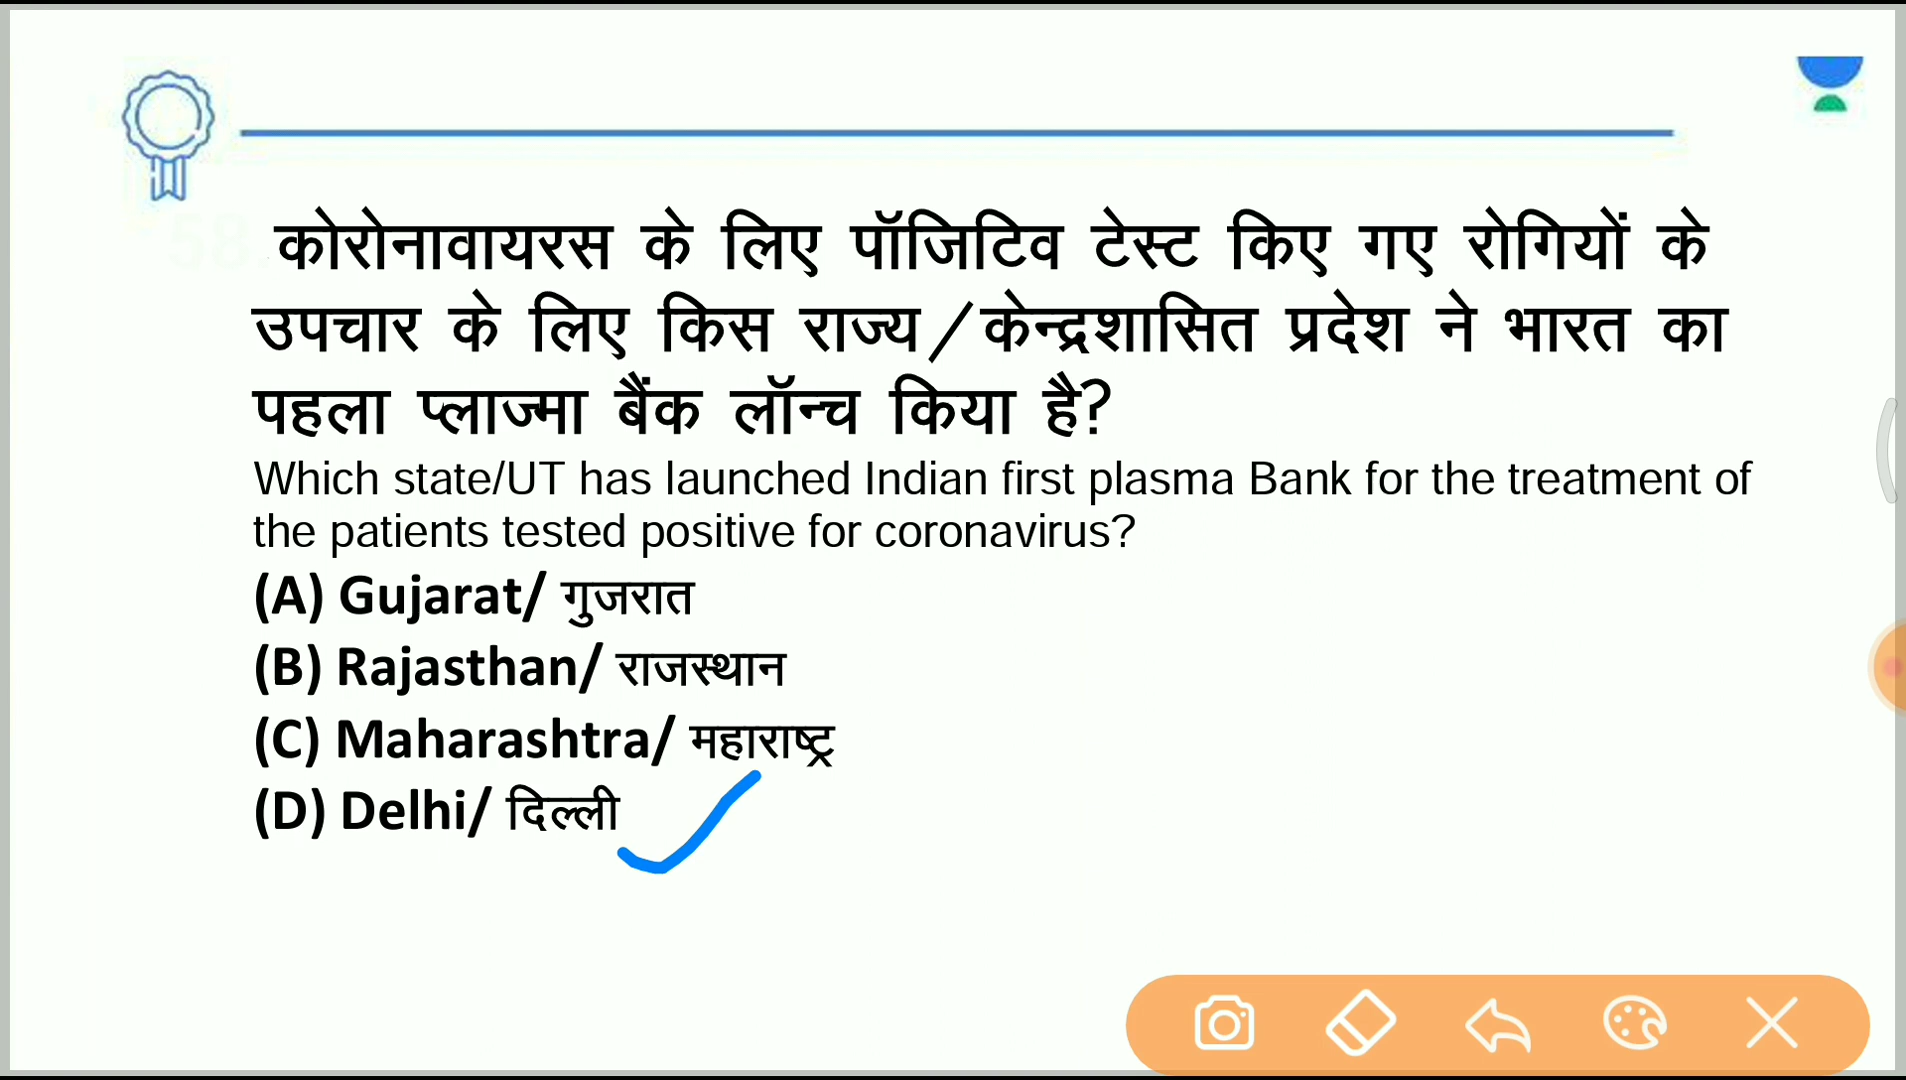 कोरोनावायरस के लिए पॉजिटिव टेस्ट किए गए रोगियों के
उपचार के लिए किस राज्य/केन्द्रशासित प्रदेश ने भारत का
पहला प्लाज्मा बैंक लॉन्च किया है?
Which state/UT has launched Indian first plasma Bank for the treatment of
the patients tested positive for coronavirus?
(A) Gujarat/ गुजरात
(B) Rajasthan/ राजस्थान
(C) Maharashtra/ महाराष्ट्र
(D) Delhi/ दिल्ली